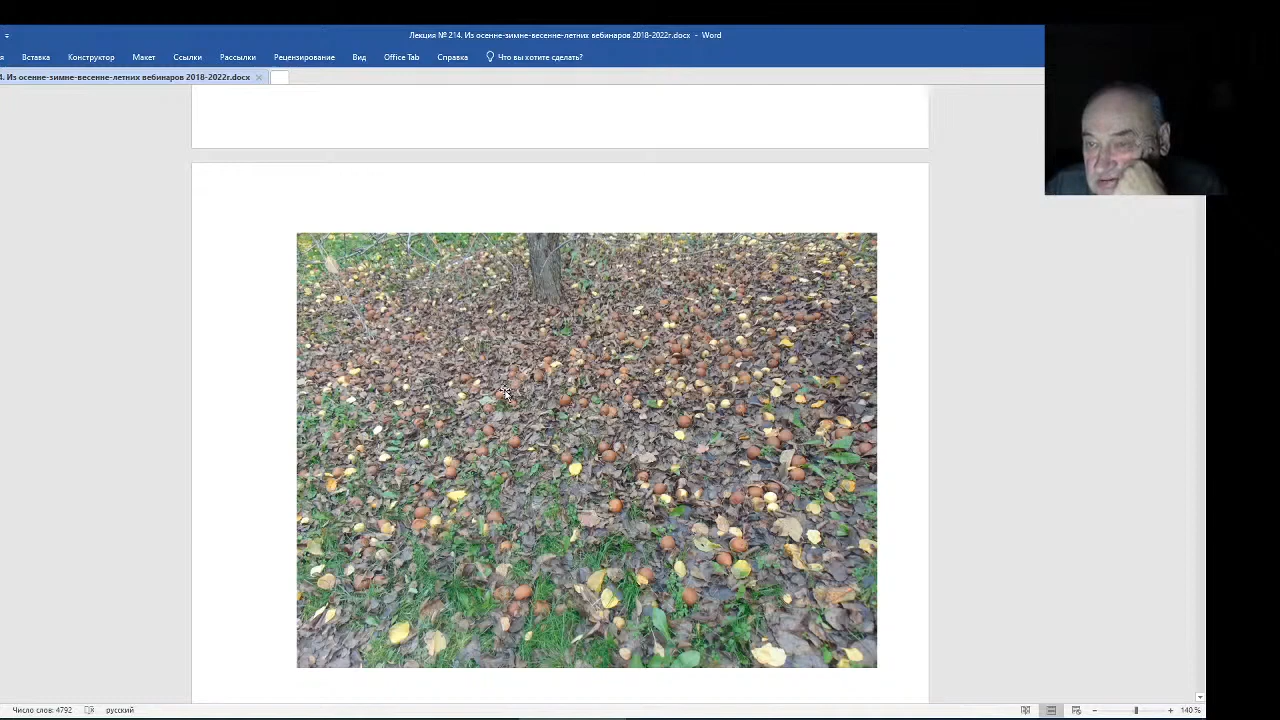 Лекция № 214. Из осенне-зимне-весенне-летних вебинаров 2018-2022г.docx - Word
Вставка Конструктор Макет Ссылки Рассылки Рецензирование Вид Office Tab Справка Что вы хотите сделать?
4. Из осенне-зимне-весенне-летних вебинаров 2018-2022г.docx
Число слов: 4792 русский 140 %